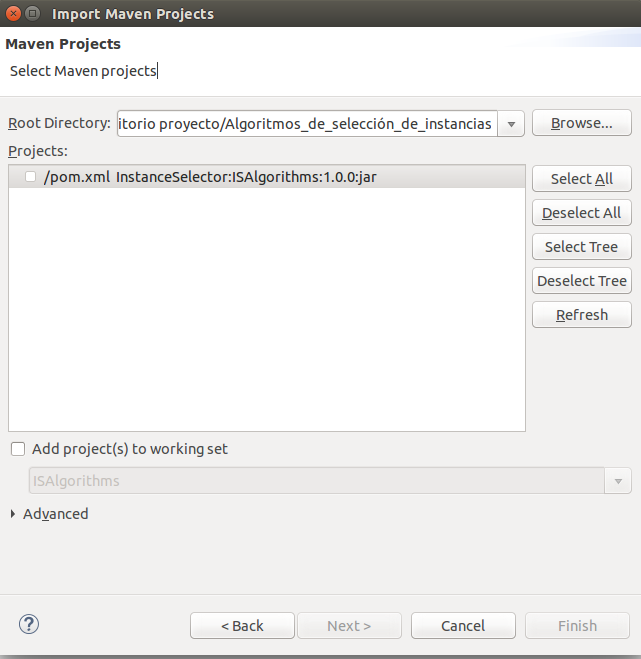 Import Maven Projects
Maven Projects
Select Maven projects
Root Directory: itorio proyecto/Algoritmos_de_selección_de_instancias Browse...
Projects:
/pom.xml InstanceSelector:ISAlgorithms:1.0.0:jar
Select All
Deselect All
Select Tree
Deselect Tree
Refresh
Add project(s) to working set
ISAlgorithms
Advanced
? < Back Next > Cancel Finish